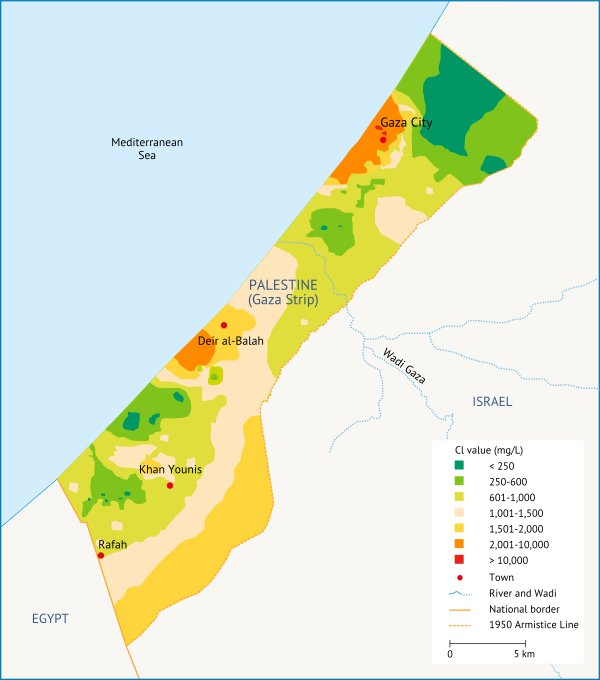 Gaza City
Mediterranean
Sea
PALESTINE
(Gaza Strip)
Deir al-Balah
Wadi Gaza
ISRAEL
Khan Younis
Rafah
EGYPT
Cl value (mg/L)
< 250
250-600
601-1,000
1,001-1,500
1,501-2,000
2,001-10,000
> 10,000
Town
River and Wadi
National border
1950 Armistice Line
0 5 km